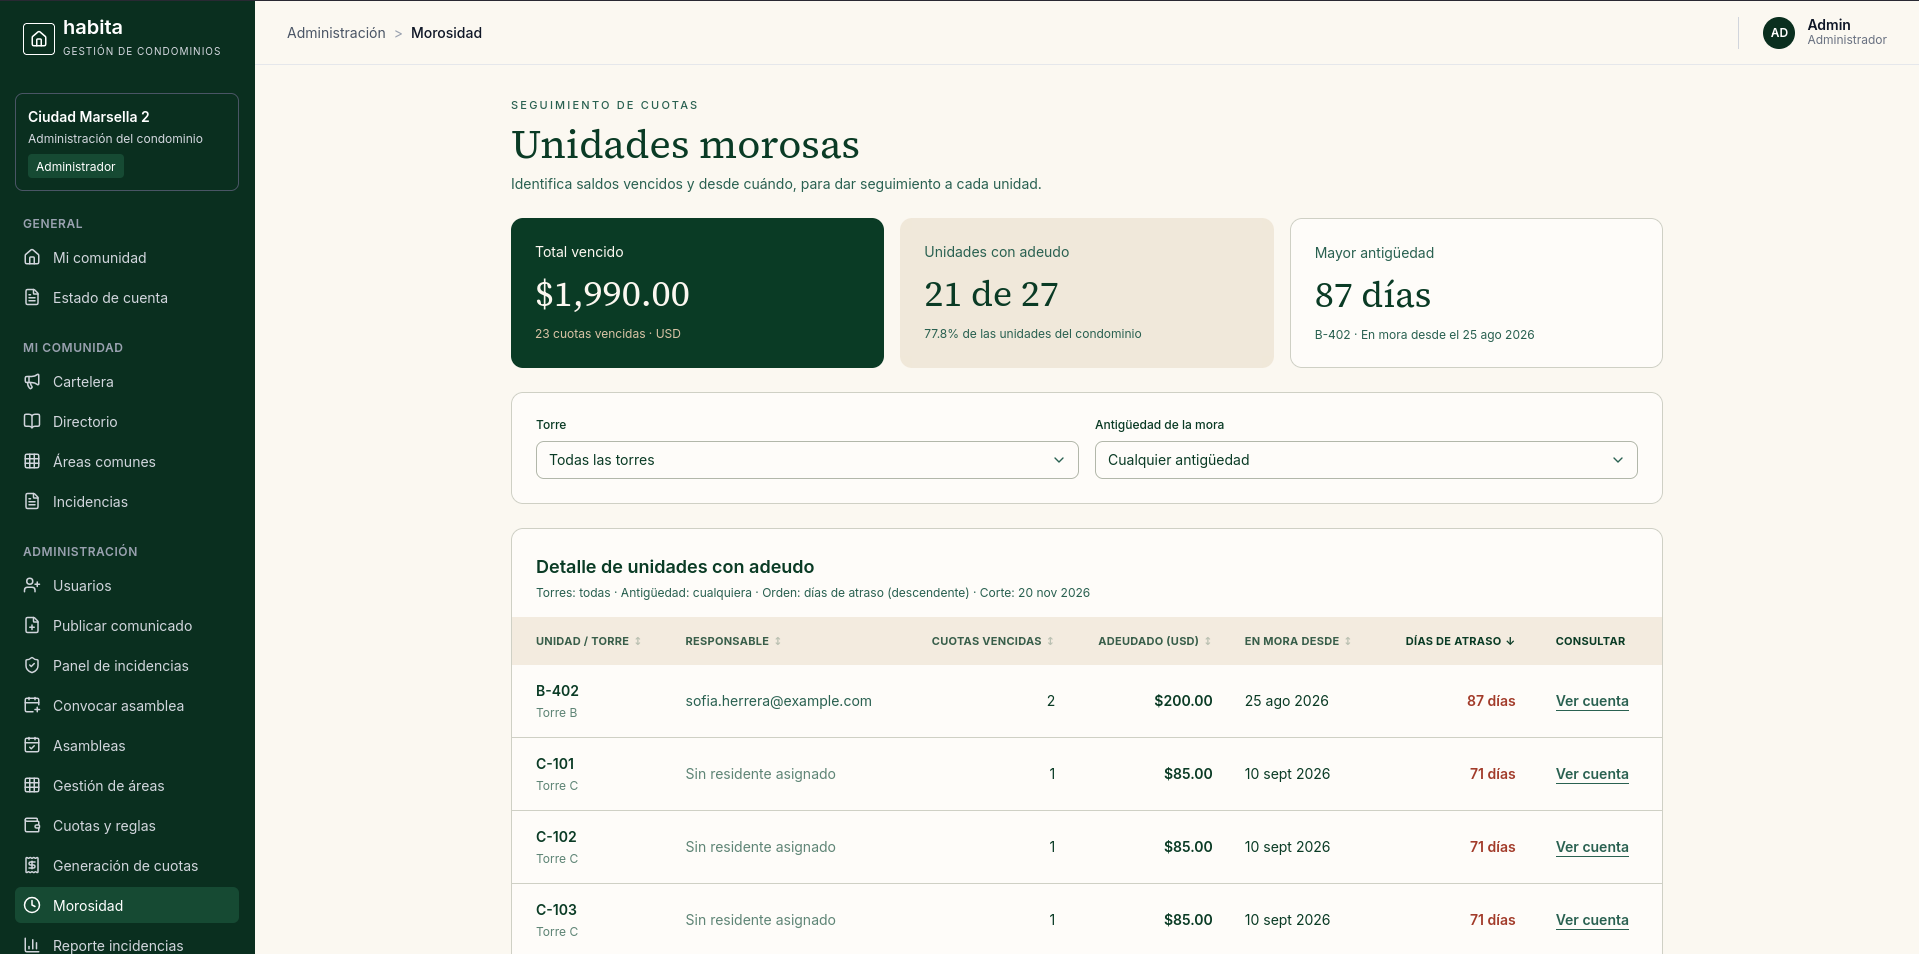 habita
GESTIÓN DE CONDOMINIOS
Ciudad Marsella 2
Administración del condominio
Administrador
GENERAL
Mi comunidad
Estado de cuenta
MI COMUNIDAD
Cartelera
Directorio
Áreas comunes
Incidencias
ADMINISTRACIÓN
Usuarios
Publicar comunicado
Panel de incidencias
Convocar asamblea
Asambleas
Gestión de áreas
Cuotas y reglas
Generación de cuotas
Morosidad
Reporte incidencias
Administración > Morosidad
AD
Admin
Administrador
SEGUIMIENTO DE CUOTAS
Unidades morosas
Identifica saldos vencidos y desde cuándo, para dar seguimiento a cada unidad.
Total vencido
$1,990.00
23 cuotas vencidas · USD
Unidades con adeudo
21 de 27
77.8% de las unidades del condominio
Mayor antigüedad
87 días
B-402 · En mora desde el 25 ago 2026
Torre
Todas las torres
Antigüedad de la mora
Cualquier antigüedad
Detalle de unidades con adeudo
Torres: todas · Antigüedad: cualquiera · Orden: días de atraso (descendente) · Corte: 20 nov 2026
UNIDAD / TORRE ↕ RESPONSABLE ↕ CUOTAS VENCIDAS ↕ ADEUDADO (USD) ↕ EN MORA DESDE ↕ DÍAS DE ATRASO ↓ CONSULTAR
B-402
Torre B
sofia.herrera@example.com 2 $200.00 25 ago 2026 87 días Ver cuenta
C-101
Torre C
Sin residente asignado 1 $85.00 10 sept 2026 71 días Ver cuenta
C-102
Torre C
Sin residente asignado 1 $85.00 10 sept 2026 71 días Ver cuenta
C-103
Torre C
Sin residente asignado 1 $85.00 10 sept 2026 71 días Ver cuenta